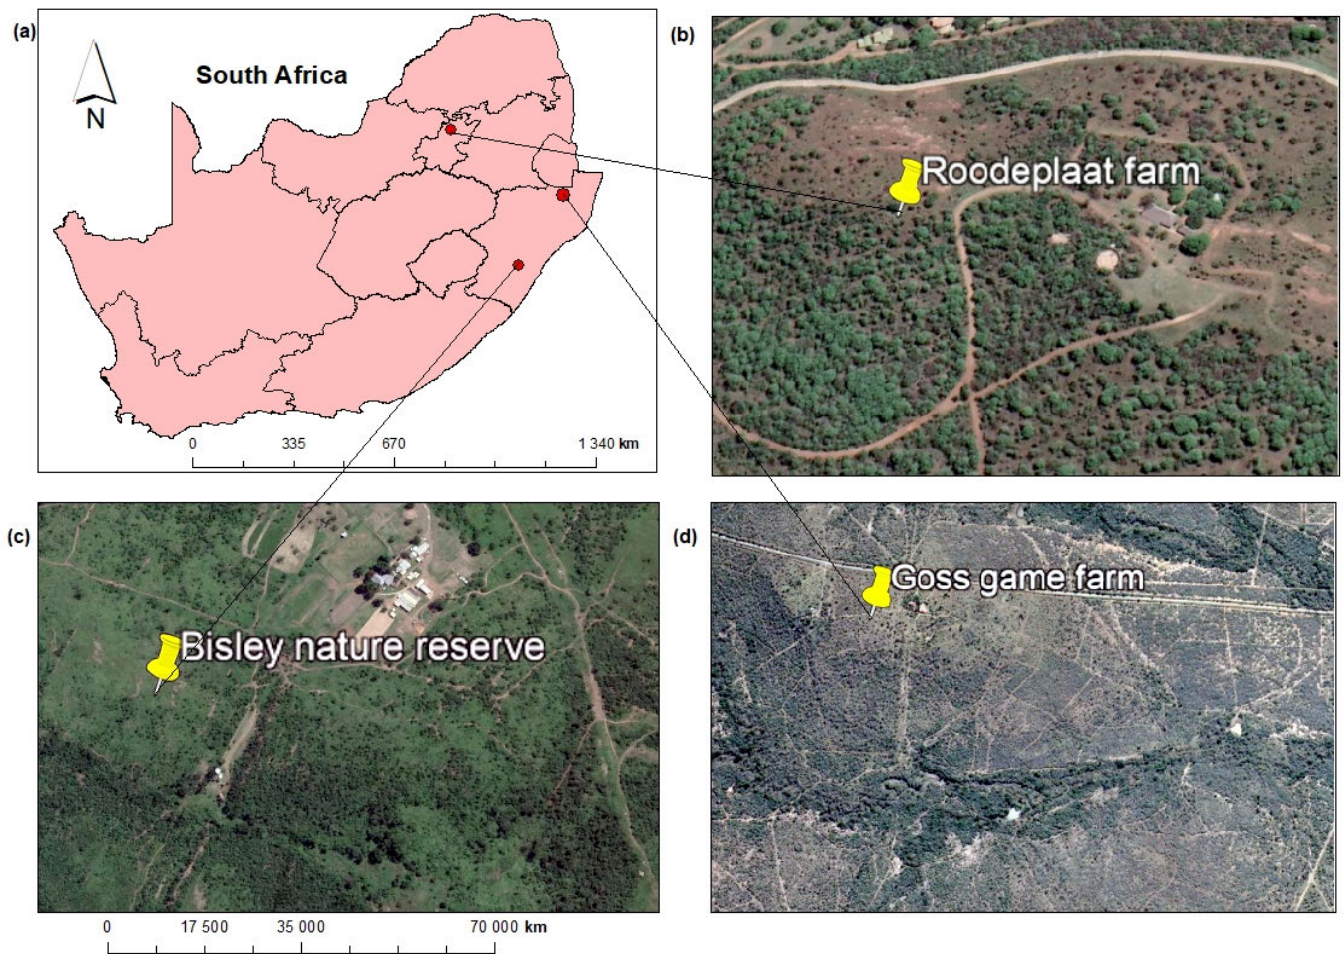 (a)
South Africa
N
0 335 670 1 340 km
(b)
Roodeplaat farm
(c)
Bisley nature reserve
0 17 500 35 000 70 000 km
(d)
Goss game farm